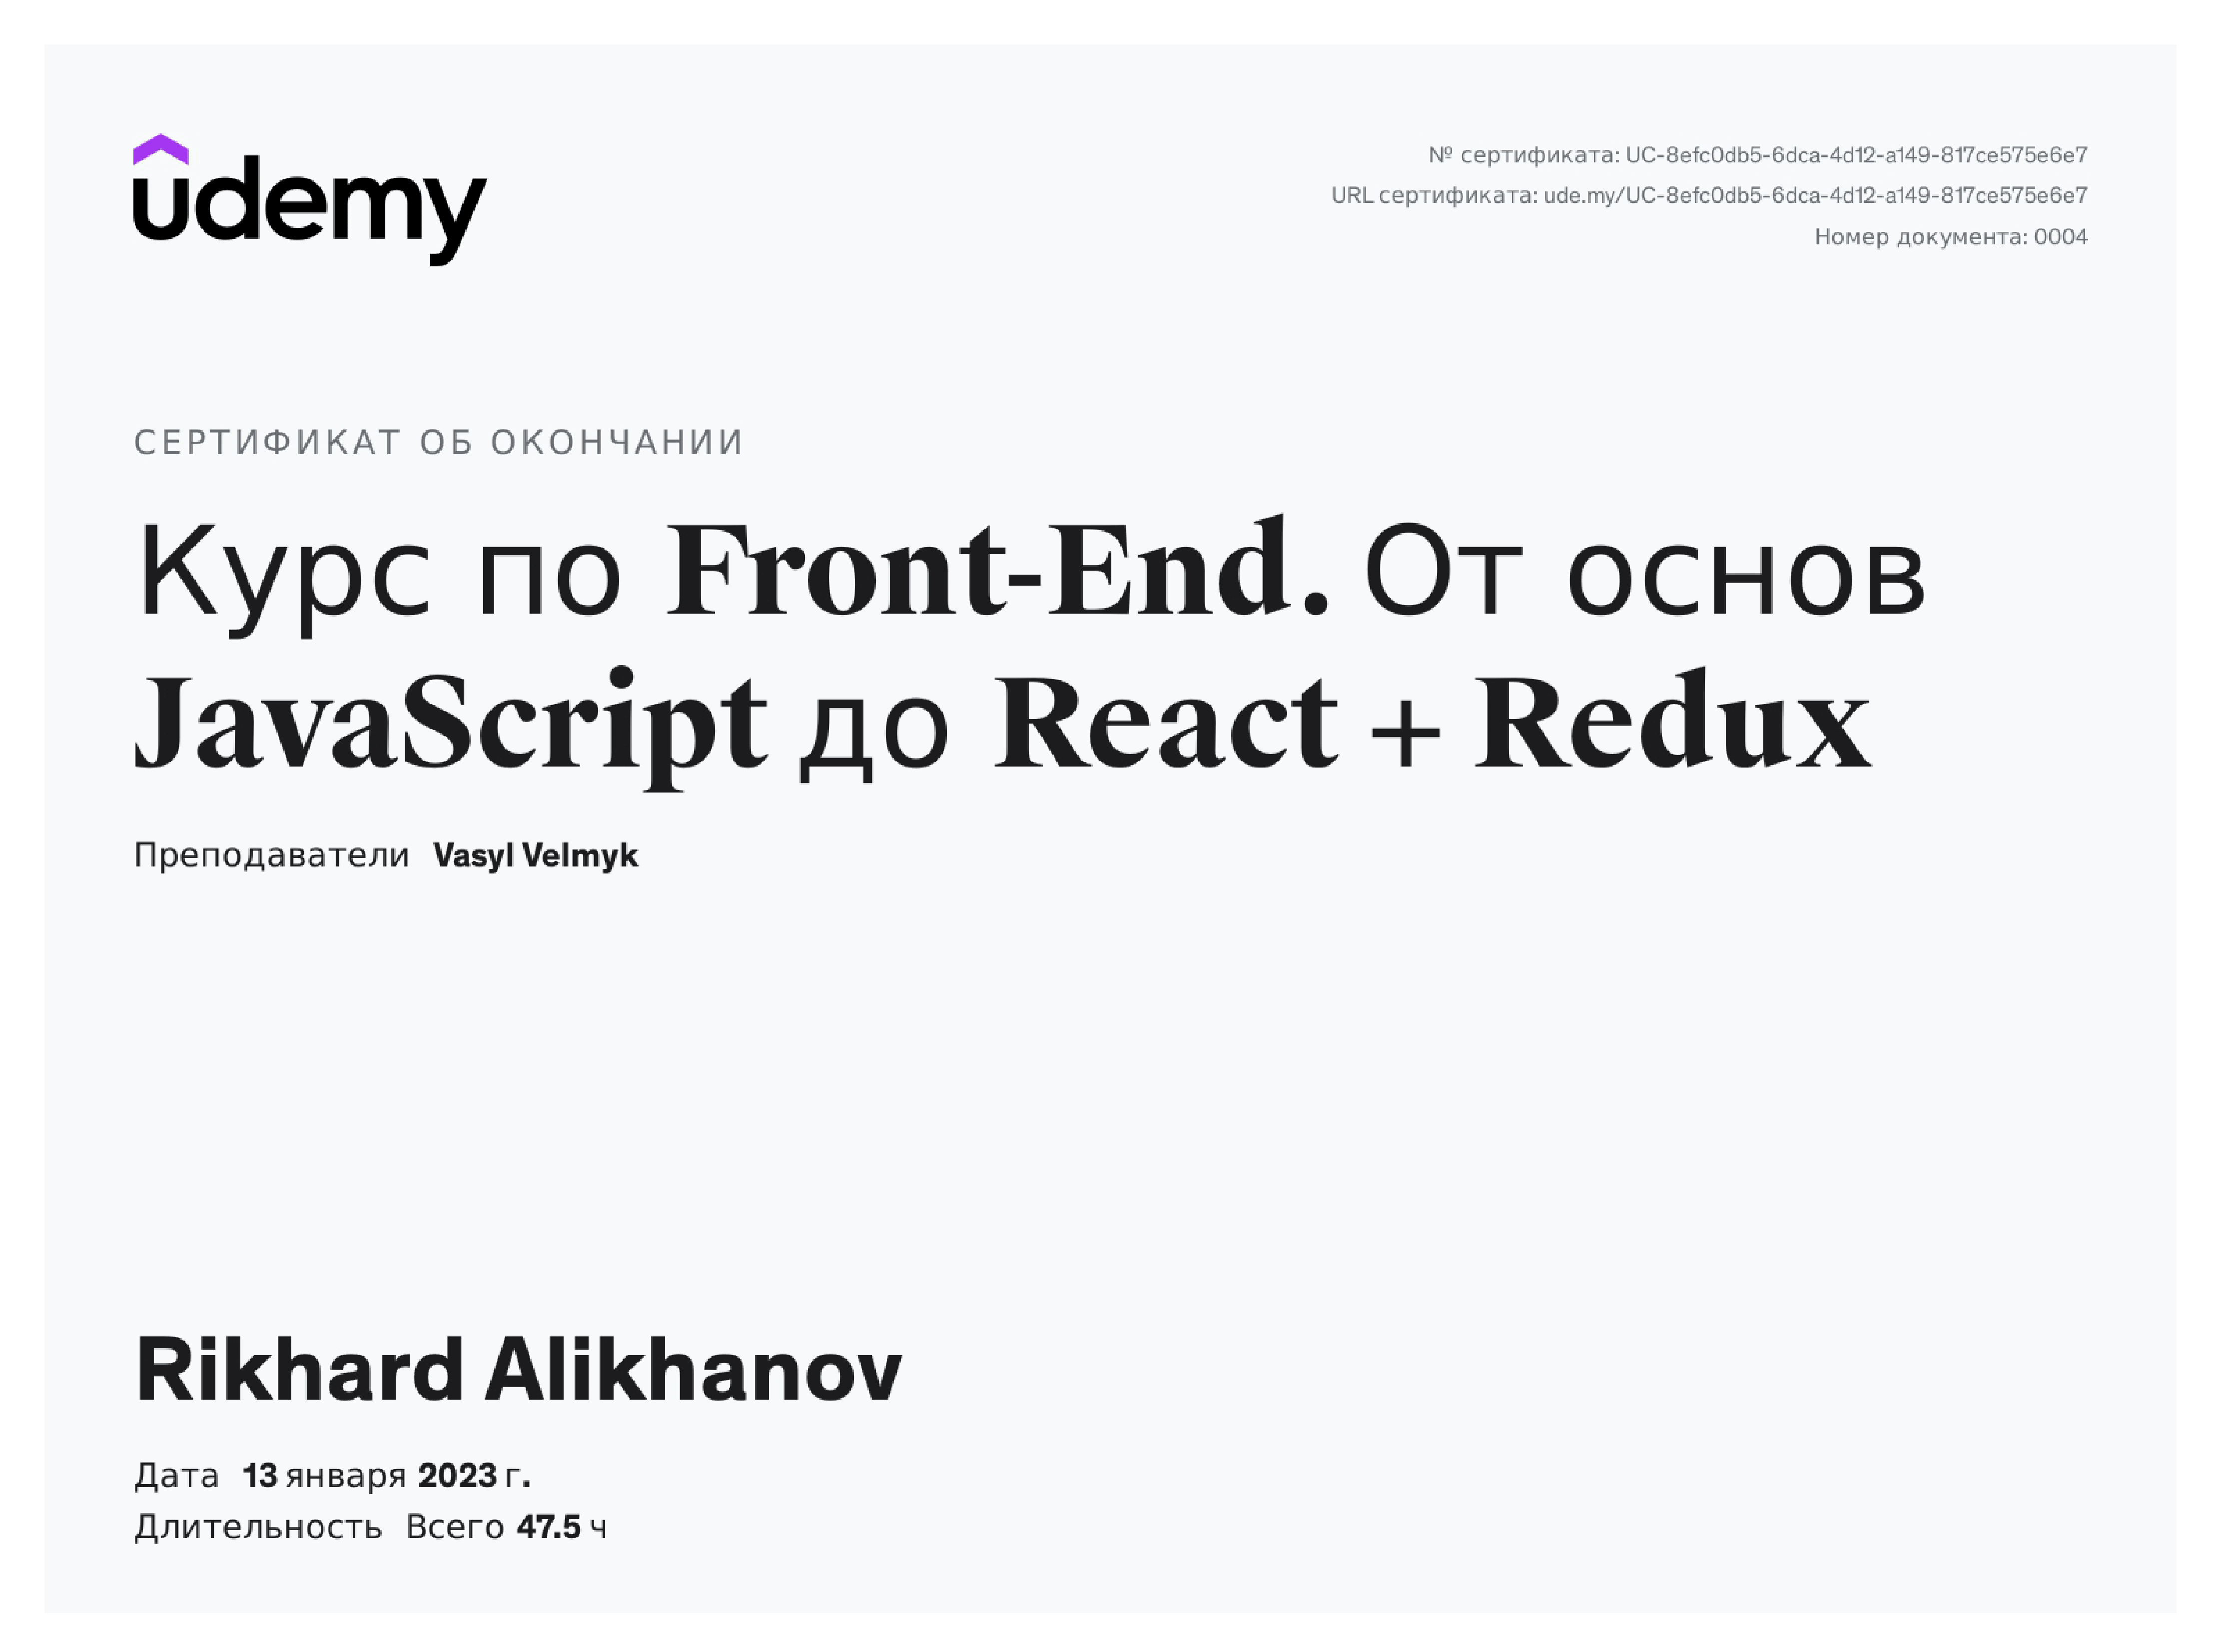 udemy
№ сертификата: UC-8efc0db5-6dca-4d12-a149-817ce575e6e7
URL сертификата: ude.my/UC-8efc0db5-6dca-4d12-a149-817ce575e6e7
Номер документа: 0004
СЕРТИФИКАТ ОБ ОКОНЧАНИИ
Курс по Front-End. От основ
JavaScript до React + Redux
Преподаватели Vasyl Velmyk
Rikhard Alikhanov
Дата 13 января 2023 г.
Длительность Всего 47.5 ч